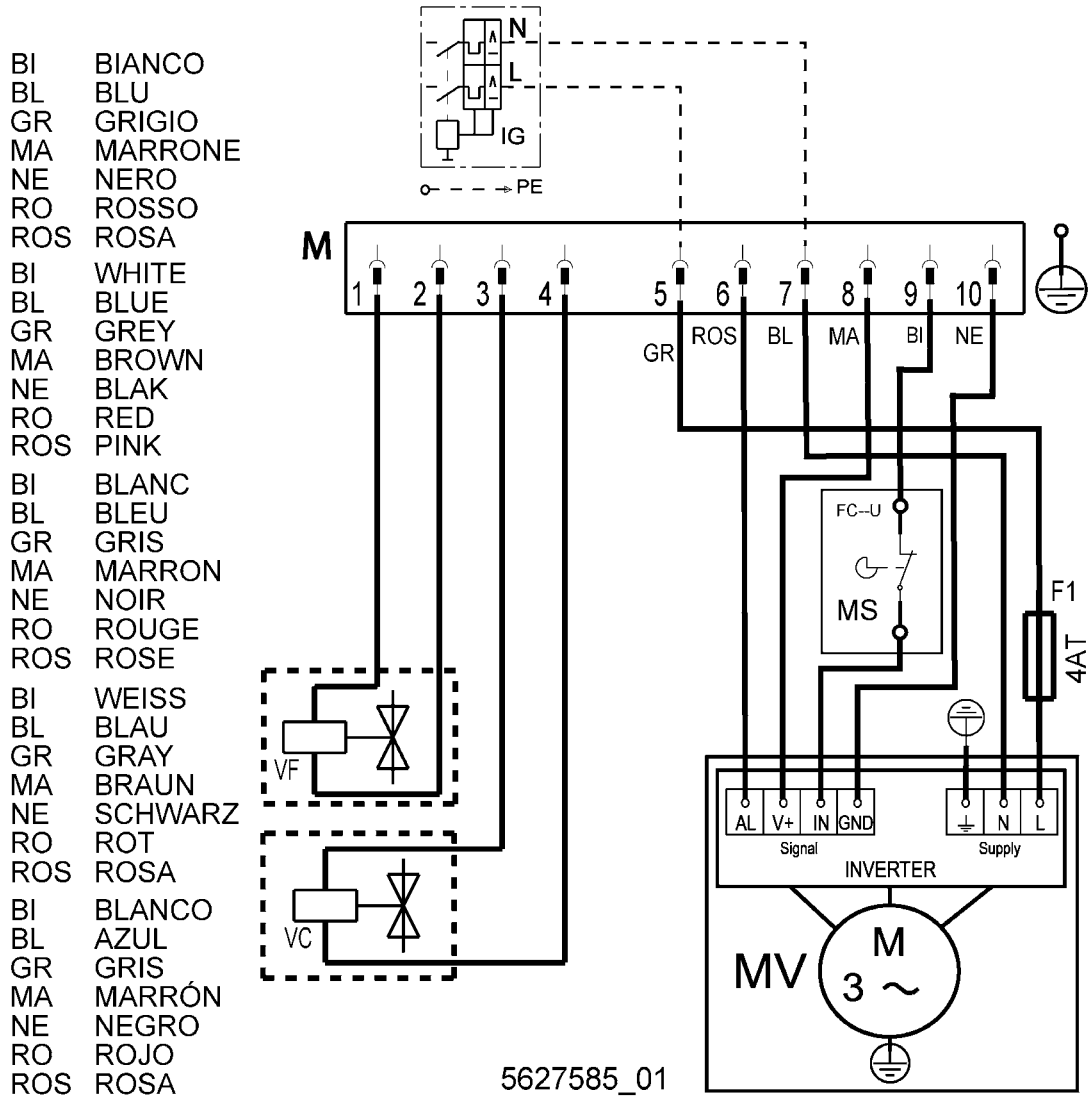 BI BIANCO
BL BLU
GR GRIGIO
MA MARRONE
NE NERO
RO ROSSO
ROS ROSA
BI WHITE
BL BLUE
GR GREY
MA BROWN
NE BLAK
RO RED
ROS PINK
BI BLANC
BL BLEU
GR GRIS
MA MARRON
NE NOIR
RO ROUGE
ROS ROSE
BI WEISS
BL BLAU
GR GRAY
MA BRAUN
NE SCHWARZ
RO ROT
ROS ROSA
BI BLANCO
BL AZUL
GR GRIS
MA MARRÓN
NE NEGRO
RO ROJO
ROS ROSA
N
L
IG
PE
M
1 2 3 4 5 6 7 8 9 10
GR ROS BL MA BI NE
FC--U
MS
F1
4AT
VF
VC
AL V+ IN GND N L
Signal Supply
INVERTER
MV
M
3 ~
5627585_01